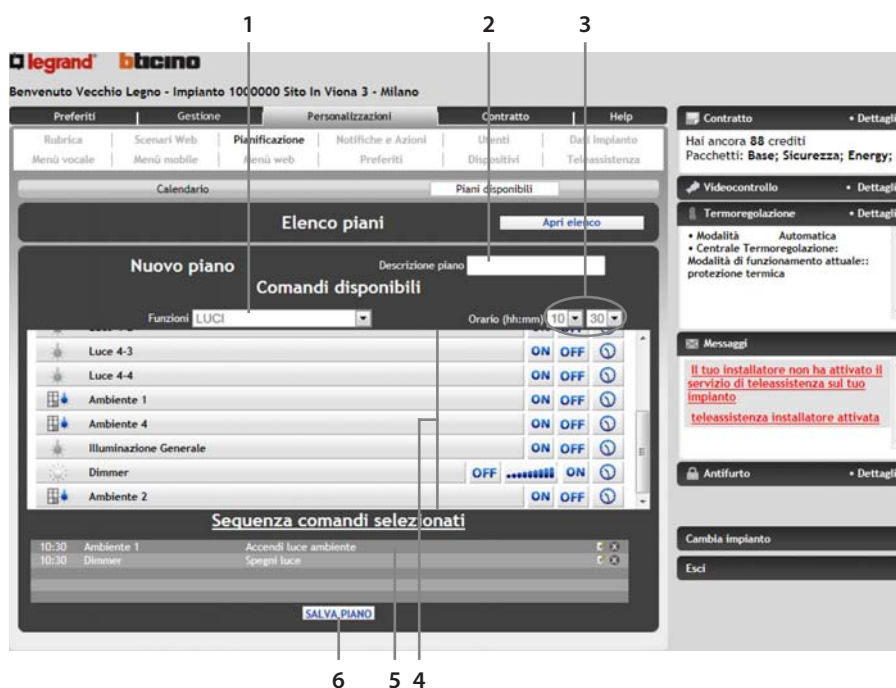 1 2 3
legrand bticino
Benvenuto Vecchio Legno - Impianto 1000000 Sito In Viona 3 - Milano
Preferiti Gestione Personalizzazioni Contratto Help
Rubrica Scenari Web Pianificazione Notifiche e Azioni Utenti Dati Impianto
Menù vocale Menù mobile Menù web Preferiti Dispositivi Teleassistenza
Calendario Piani disponibili
Elenco piani Apri elenco
Nuovo piano Descrizione piano
Comandi disponibili
Funzioni LUCI Orario (hh:mm) 10 30
Luce 4-3 ON OFF
Luce 4-4 ON OFF
Ambiente 1 ON OFF
Ambiente 4 ON OFF
Illuminazione Generale ON OFF
Dimmer OFF ON
Ambiente 2 ON OFF
Sequenza comandi selezionati
10:30 Ambiente 1 Accendi luce ambiente
10:30 Dimmer Spegni luce
SALVA PIANO
Contratto • Dettagli
Hai ancora 88 crediti
Pacchetti: Base; Sicurezza; Energy;
Videocontrollo • Dettagli
Termoregolazione • Dettagli
• Modalità Automatica
• Centrale Termoregolazione:
Modalità di funzionamento attuale::
protezione termica
Messaggi
Il tuo installatore non ha attivato il
servizio di teleassistenza sul tuo
impianto
teleassistenza installatore attivata
Antifurto • Dettagli
Cambia impianto
Esci
6 5 4